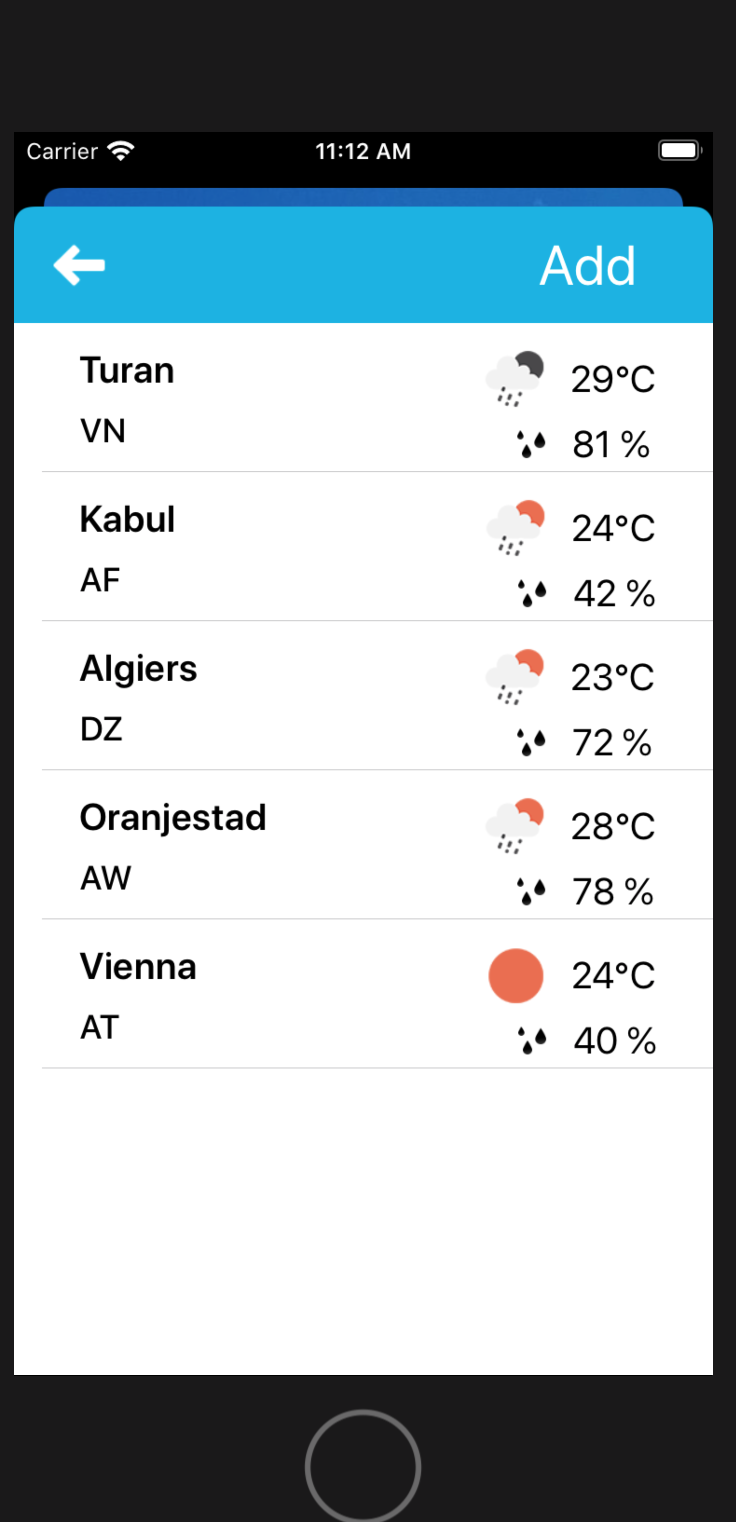 Carrier 11:12 AM
Add
Turan 29°C
VN 81 %
Kabul 24°C
AF 42 %
Algiers 23°C
DZ 72 %
Oranjestad 28°C
AW 78 %
Vienna 24°C
AT 40 %